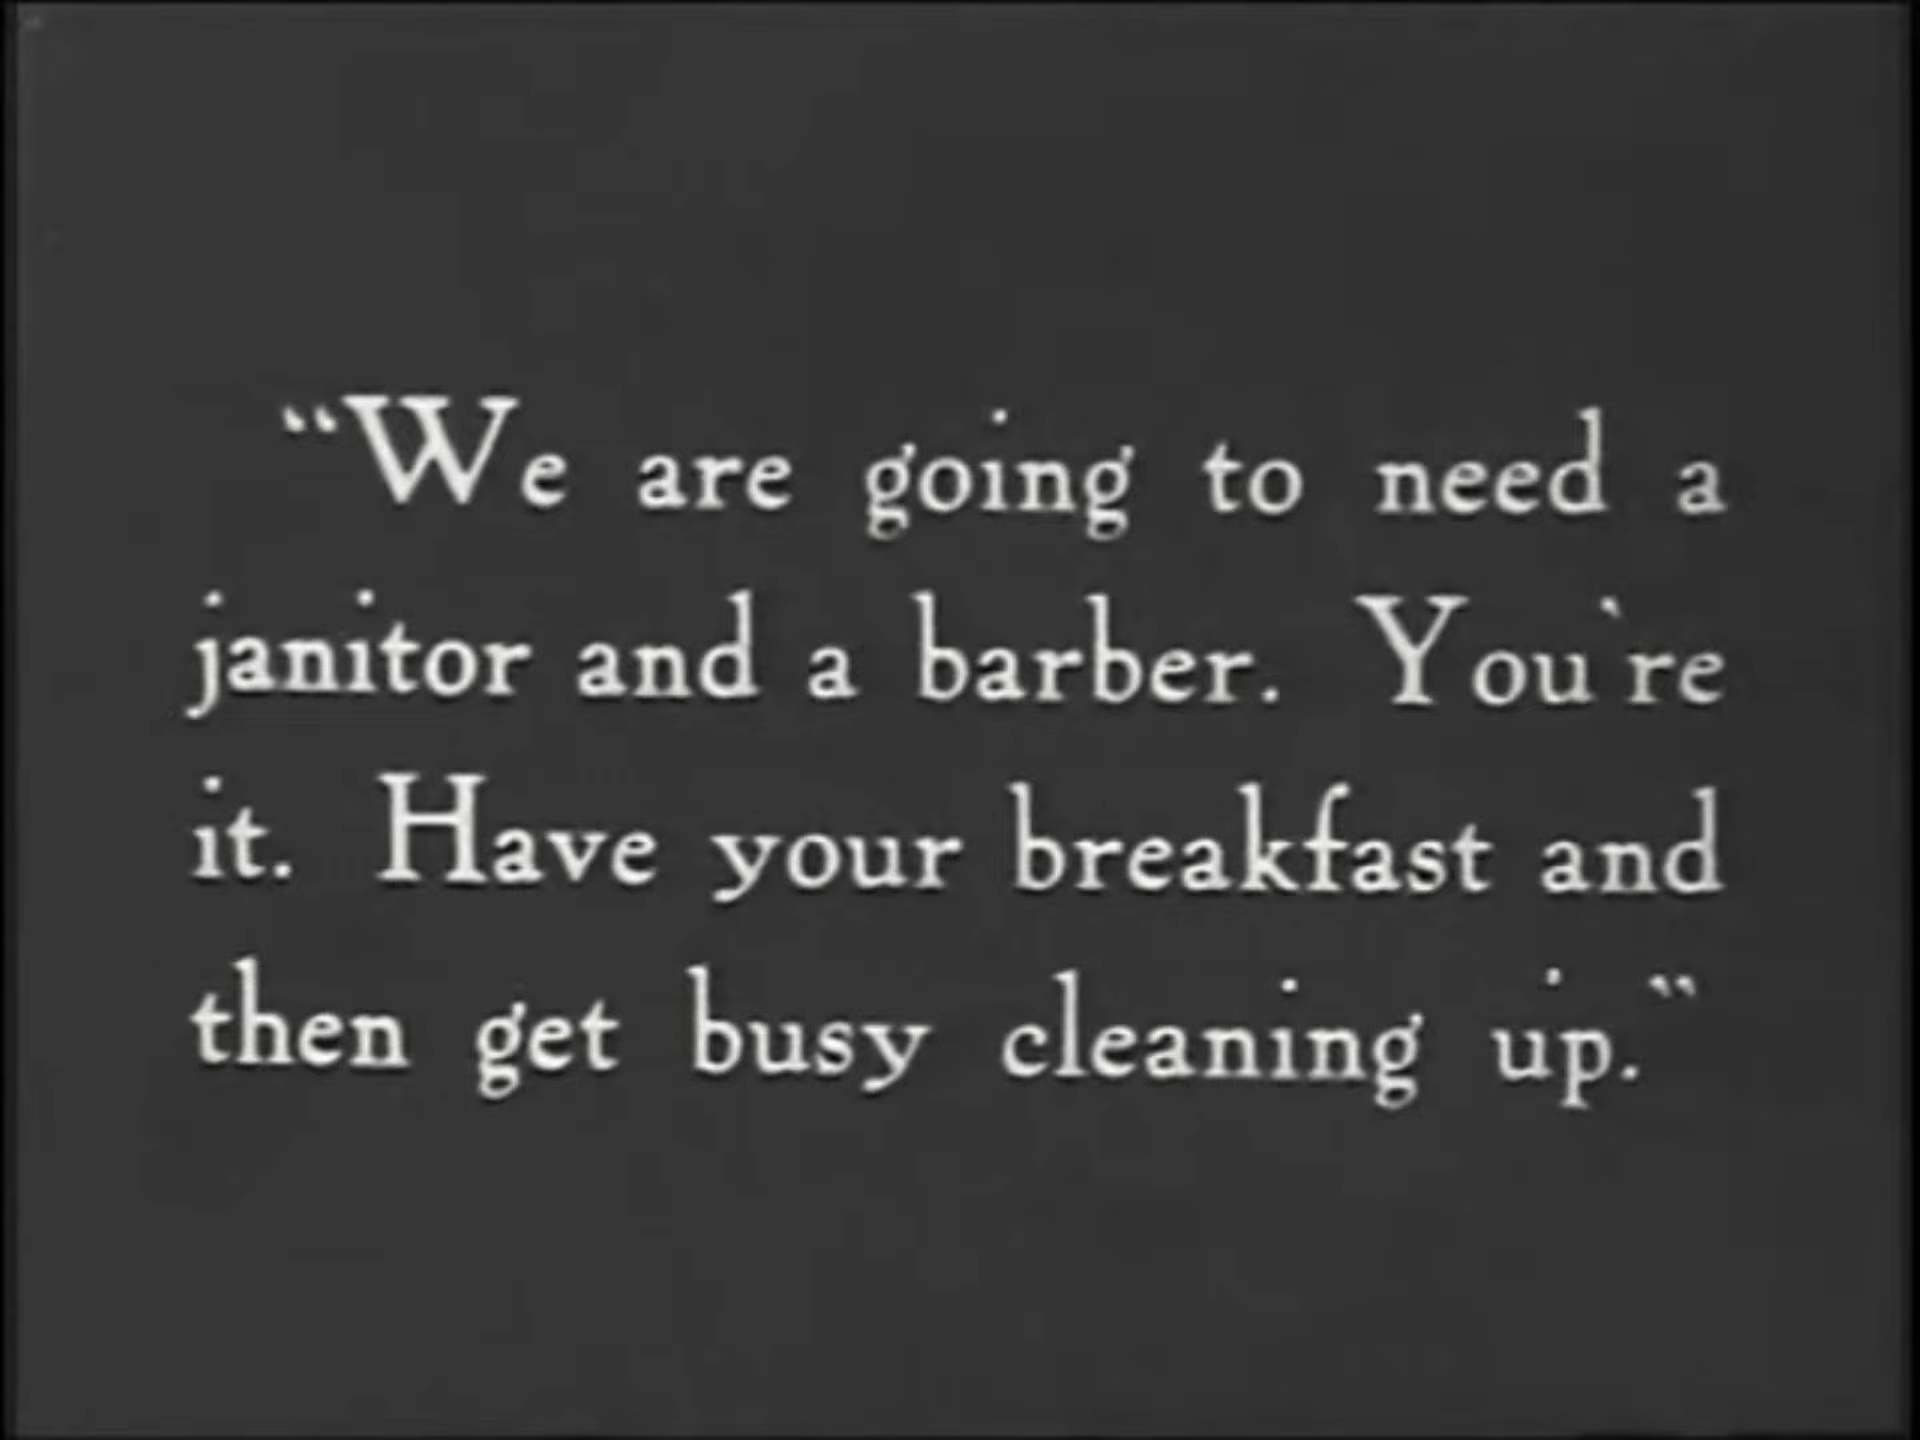 “We are going to need a
janitor and a barber. You‵re
it. Have your breakfast and
then get busy cleaning up.‶